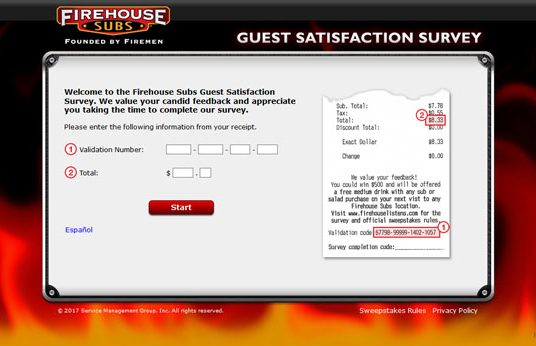 FIREHOUSE
SUBS
FOUNDED BY FIREMEN
GUEST SATISFACTION SURVEY
Welcome to the Firehouse Subs Guest Satisfaction
Survey. We value your candid feedback and appreciate
you taking the time to complete our survey.
Please enter the following information from your receipt.
1 Validation Number: - - -
2 Total: $ .
Start
Español
Sub. Total: $7.78
Tax: $0.55
2 Total: $8.33
Discount Total: $0.00
Exact Dollar $8.33
Change $0.00
We value your feedback!
You could win $500 and will be offered
a free medium drink with any sub or
salad purchase on your next vist to any
Firehouse Subs location.
Visit www.firehouselistens.com for the
survey and official sweepstakes rules.
1
Validation code: 37798-99999-1402-1057
Survey completion code:
© 2017 Service Management Group, Inc. All rights reserved.
Sweepstakes Rules Privacy Policy